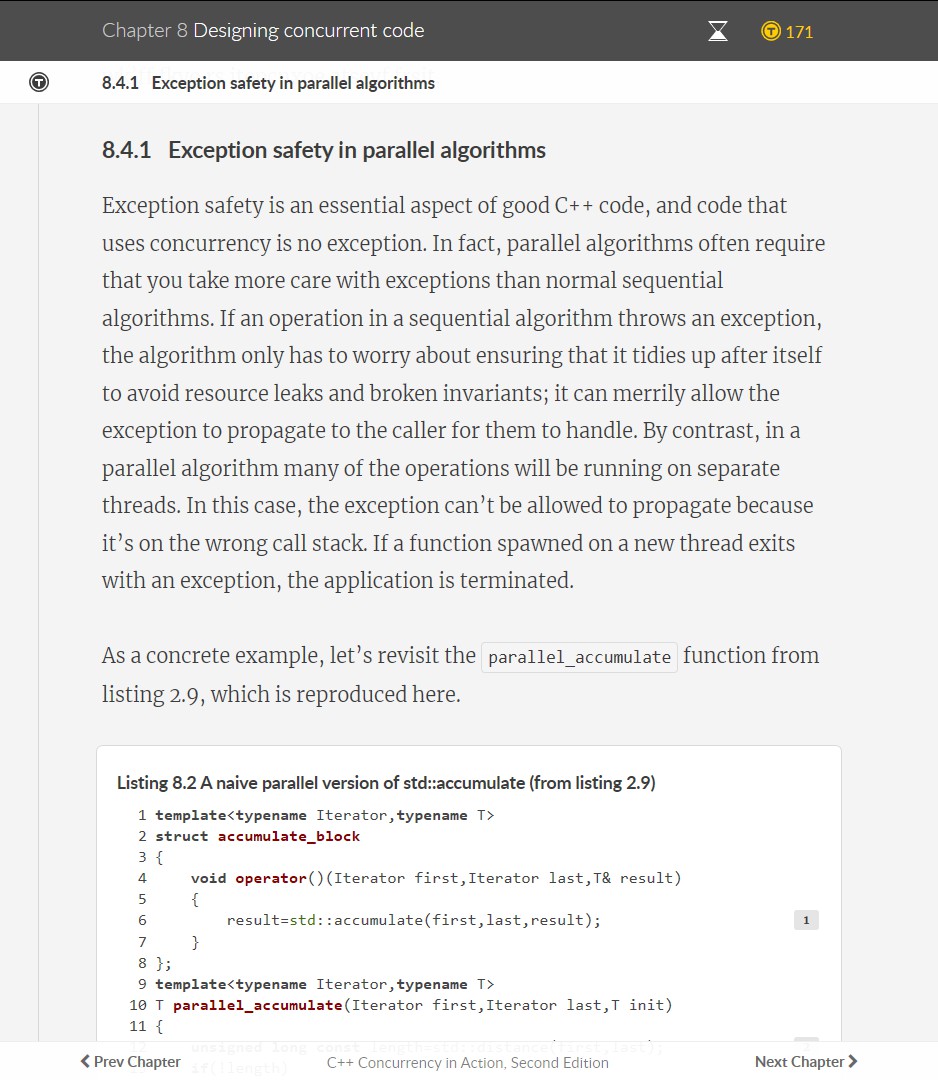 Chapter 8 Designing concurrent code
171
8.4.1 Exception safety in parallel algorithms
8.4.1 Exception safety in parallel algorithms
Exception safety is an essential aspect of good C++ code, and code that
uses concurrency is no exception. In fact, parallel algorithms often require
that you take more care with exceptions than normal sequential
algorithms. If an operation in a sequential algorithm throws an exception,
the algorithm only has to worry about ensuring that it tidies up after itself
to avoid resource leaks and broken invariants; it can merrily allow the
exception to propagate to the caller for them to handle. By contrast, in a
parallel algorithm many of the operations will be running on separate
threads. In this case, the exception can’t be allowed to propagate because
it’s on the wrong call stack. If a function spawned on a new thread exits
with an exception, the application is terminated.
As a concrete example, let’s revisit the parallel_accumulate function from
listing 2.9, which is reproduced here.
Listing 8.2 A naive parallel version of std::accumulate (from listing 2.9)
1 template<typename Iterator,typename T>
2 struct accumulate_block
3 {
4     void operator()(Iterator first,Iterator last,T& result)
5     {
6         result=std::accumulate(first,last,result); 1
7     }
8 };
9 template<typename Iterator,typename T>
10 T parallel_accumulate(Iterator first,Iterator last,T init)
11 {
12     unsigned long const length=std::distance(first,last);
if(!length)
Prev Chapter C++ Concurrency in Action, Second Edition Next Chapter